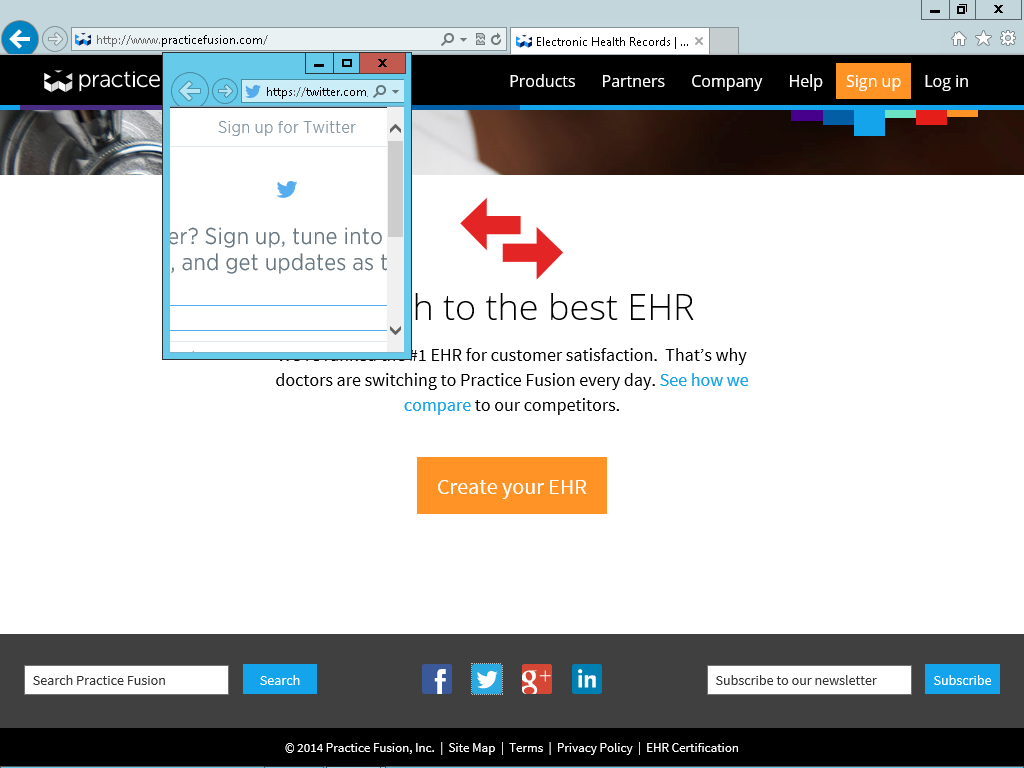 http://www.practicefusion.com/
Electronic Health Records | ...
practice
Products
Partners
Company
Help
Sign up
Log in
https://twitter.com
Sign up for Twitter
er? Sign up, tune into
, and get updates as t
h to the best EHR
#1 EHR for customer satisfaction. That's why
doctors are switching to Practice Fusion every day. See how we
compare to our competitors.
Create your EHR
Search Practice Fusion
Search
f
g+
in
Subscribe to our newsletter
Subscribe
© 2014 Practice Fusion, Inc. | Site Map | Terms | Privacy Policy | EHR Certification